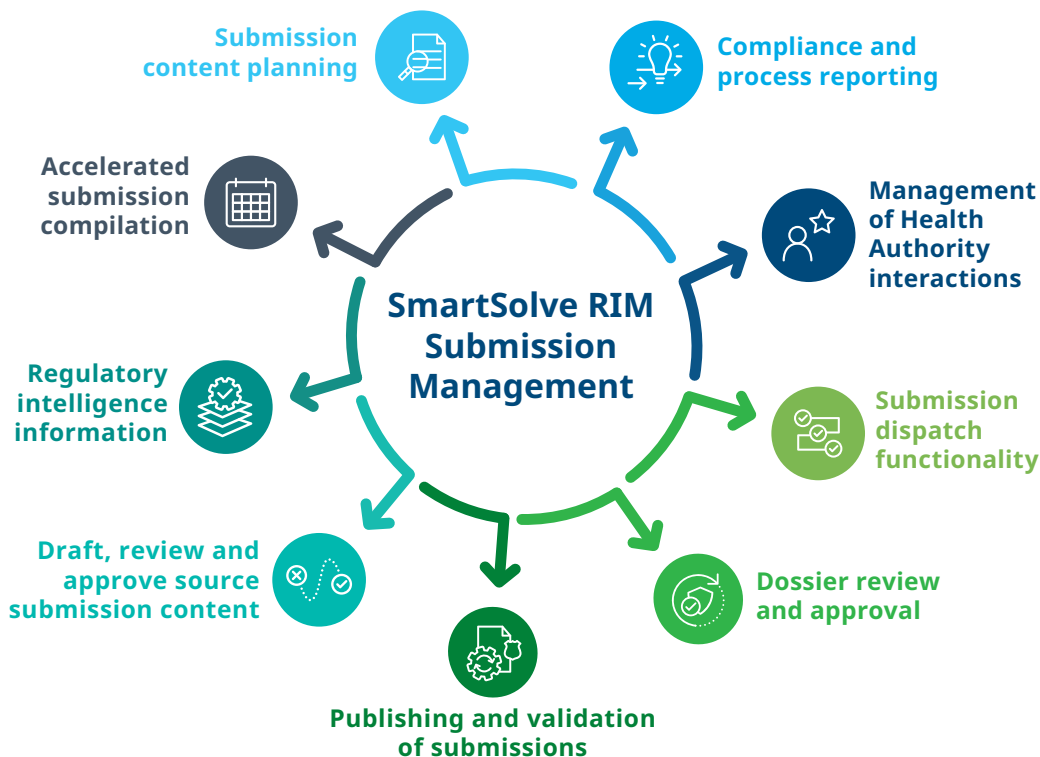 Submission
content planning
Compliance and
process reporting
Accelerated
submission
compilation
Management
of Health
Authority
interactions
SmartSolve RIM
Submission
Management
Regulatory
intelligence
information
Submission
dispatch
functionality
Draft, review and
approve source
submission content
Dossier review
and approval
Publishing and validation
of submissions